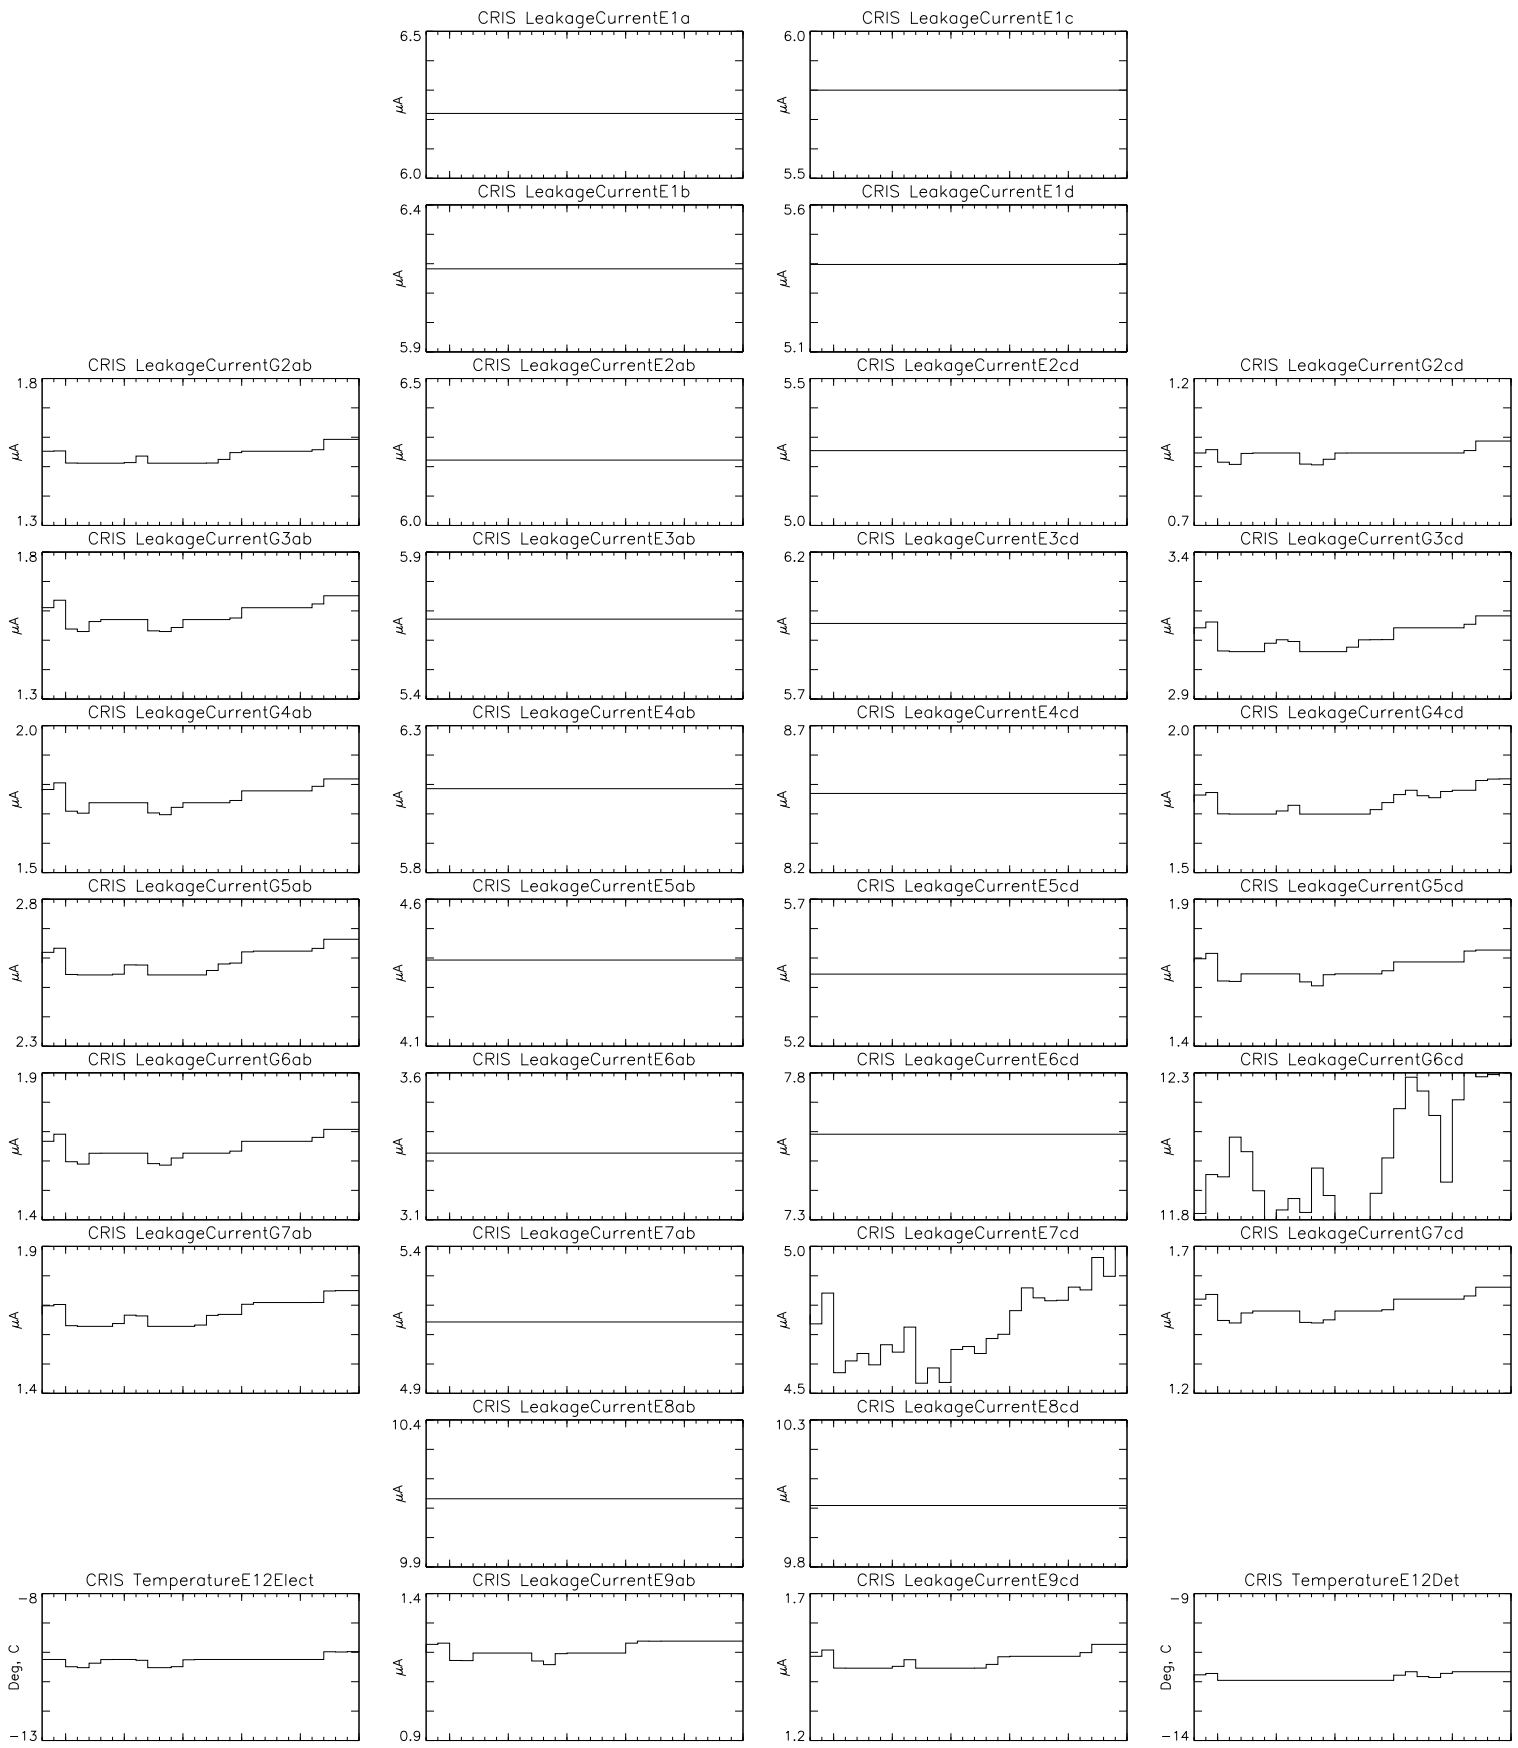 CRIS LeakageCurrentE1a
CRIS LeakageCurrentE1c
6.5
μA
6.0
6.0
μA
5.5
CRIS LeakageCurrentE1b
CRIS LeakageCurrentE1d
6.4
μA
5.9
5.6
μA
5.1
CRIS LeakageCurrentG2ab
CRIS LeakageCurrentE2ab
CRIS LeakageCurrentE2cd
CRIS LeakageCurrentG2cd
1.8
μA
1.3
6.5
μA
6.0
5.5
μA
5.0
1.2
μA
0.7
CRIS LeakageCurrentG3ab
CRIS LeakageCurrentE3ab
CRIS LeakageCurrentE3cd
CRIS LeakageCurrentG3cd
1.8
μA
1.3
5.9
μA
5.4
6.2
μA
5.7
3.4
μA
2.9
CRIS LeakageCurrentG4ab
CRIS LeakageCurrentE4ab
CRIS LeakageCurrentE4cd
CRIS LeakageCurrentG4cd
2.0
μA
1.5
6.3
μA
5.8
8.7
μA
8.2
2.0
μA
1.5
CRIS LeakageCurrentG5ab
CRIS LeakageCurrentE5ab
CRIS LeakageCurrentE5cd
CRIS LeakageCurrentG5cd
2.8
μA
2.3
4.6
μA
4.1
5.7
μA
5.2
1.9
μA
1.4
CRIS LeakageCurrentG6ab
CRIS LeakageCurrentE6ab
CRIS LeakageCurrentE6cd
CRIS LeakageCurrentG6cd
1.9
μA
1.4
3.6
μA
3.1
7.8
μA
7.3
12.3
μA
11.8
CRIS LeakageCurrentG7ab
CRIS LeakageCurrentE7ab
CRIS LeakageCurrentE7cd
CRIS LeakageCurrentG7cd
1.9
μA
1.4
5.4
μA
4.9
5.0
μA
4.5
1.7
μA
1.2
CRIS LeakageCurrentE8ab
CRIS LeakageCurrentE8cd
10.4
μA
9.9
10.3
μA
9.8
CRIS TemperatureE12Elect
CRIS LeakageCurrentE9ab
CRIS LeakageCurrentE9cd
CRIS TemperatureE12Det
-8
Deg, C
-13
1.4
μA
0.9
1.7
μA
1.2
-9
Deg, C
-14